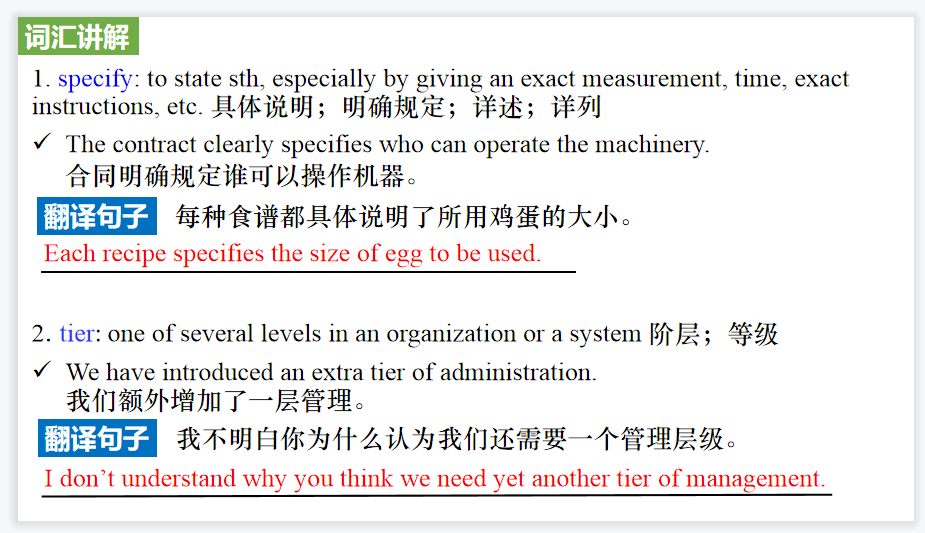 词汇讲解
1. specify: to state sth, especially by giving an exact measurement, time, exact
instructions, etc. 具体说明；明确规定；详述；详列
✓ The contract clearly specifies who can operate the machinery.
合同明确规定谁可以操作机器。
翻译句子 每种食谱都具体说明了所用鸡蛋的大小。
Each recipe specifies the size of egg to be used.
2. tier: one of several levels in an organization or a system 阶层；等级
✓ We have introduced an extra tier of administration.
我们额外增加了一层管理。
翻译句子 我不明白你为什么认为我们还需要一个管理层级。
I don’t understand why you think we need yet another tier of management.